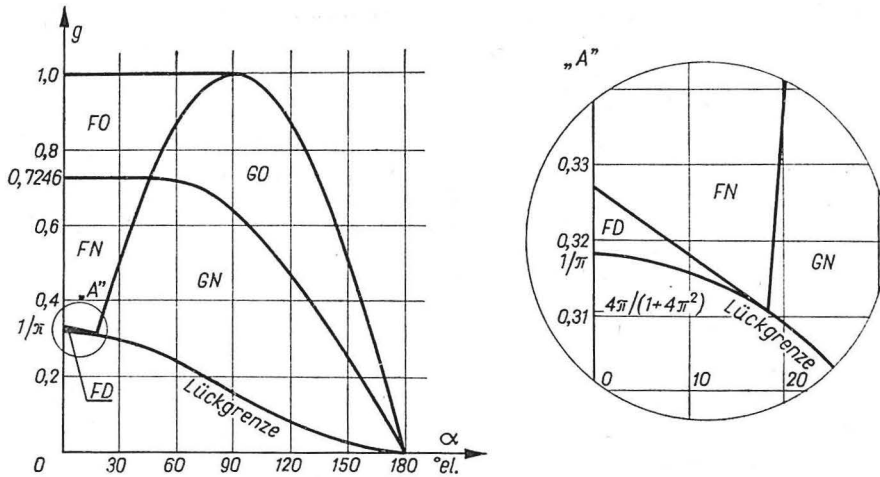 g
1,0
FO
0,8
0,7246
GO
0,6
FN
GN
„A”
0,4
1/π
0,2
FD
Lückgrenze
α
0 30 60 90 120 150 180 °el.
„A”
0,33
FN
FD
0,32
GN
1/π
4π/(1+4π²)
0,31
Lückgrenze
0 10 20